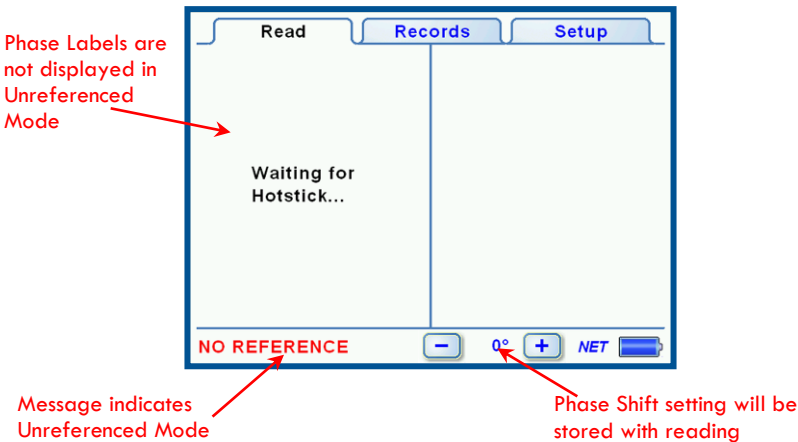 Read Records Setup
Phase Labels are
not displayed in
Unreferenced
Mode
Waiting for
Hotstick...
NO REFERENCE − 0° + NET
Message indicates
Unreferenced Mode
Phase Shift setting will be
stored with reading